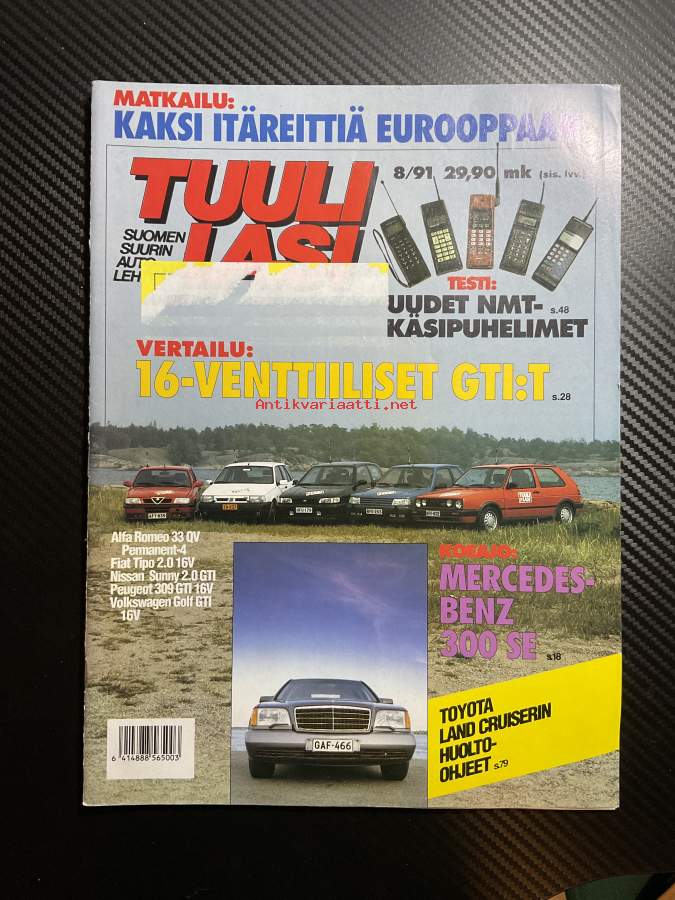 MATKAILU:
KAKSI ITÄREITTIÄ EUROOPPAAN
TUULI
LASI
8/91 29,90 mk (sis. lvv.)
SUOMEN
SUURIN
AUTO
LEH
TESTI:
UUDET NMT- s.48
KÄSIPUHELIMET
VERTAILU:
16-VENTTIILISET GTI:T s.28
Antikvariaatti.net
TUULI
LASI
Alfa Romeo 33 QV
Permanent-4
Fiat Tipo 2.0 16V
Nissan Sunny 2.0 GTI
Peugeot 309 GTI 16V
Volkswagen Golf GTI
16V
KOEAJO:
MERCEDES-
BENZ
300 SE s.18
GAF-466
TOYOTA
LAND CRUISERIN
HUOLTO-
OHJEET s.79
6 414888 565003